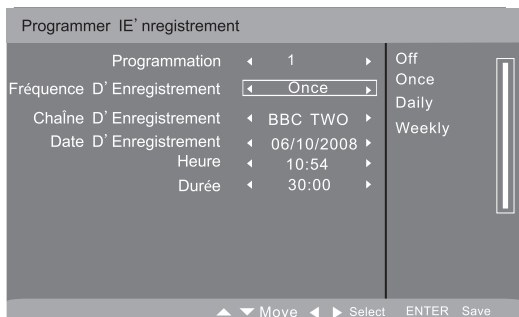 Programmer IE'nregistrement
Programmation 1
Fréquence D'Enregistrement Once
ChaÎne D'Enregistrement BBC TWO
Date D'Enregistrement 06/10/2008
Heure 10:54
Durée 30:00
Off
Once
Daily
Weekly
Move Select ENTER Save